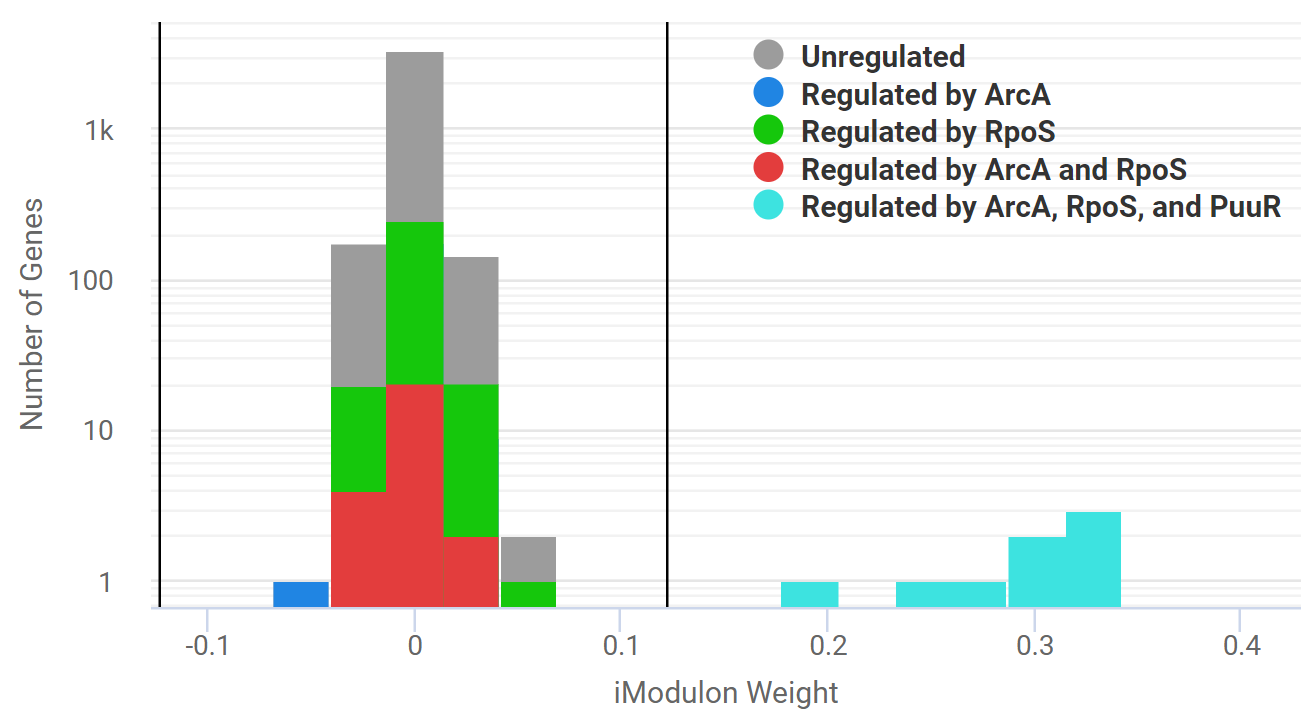 Unregulated
Regulated by ArcA
Regulated by RpoS
Regulated by ArcA and RpoS
Regulated by ArcA, RpoS, and PuuR
Number of Genes
1k
100
10
1
-0.1
0
0.1
0.2
0.3
0.4
iModulon Weight